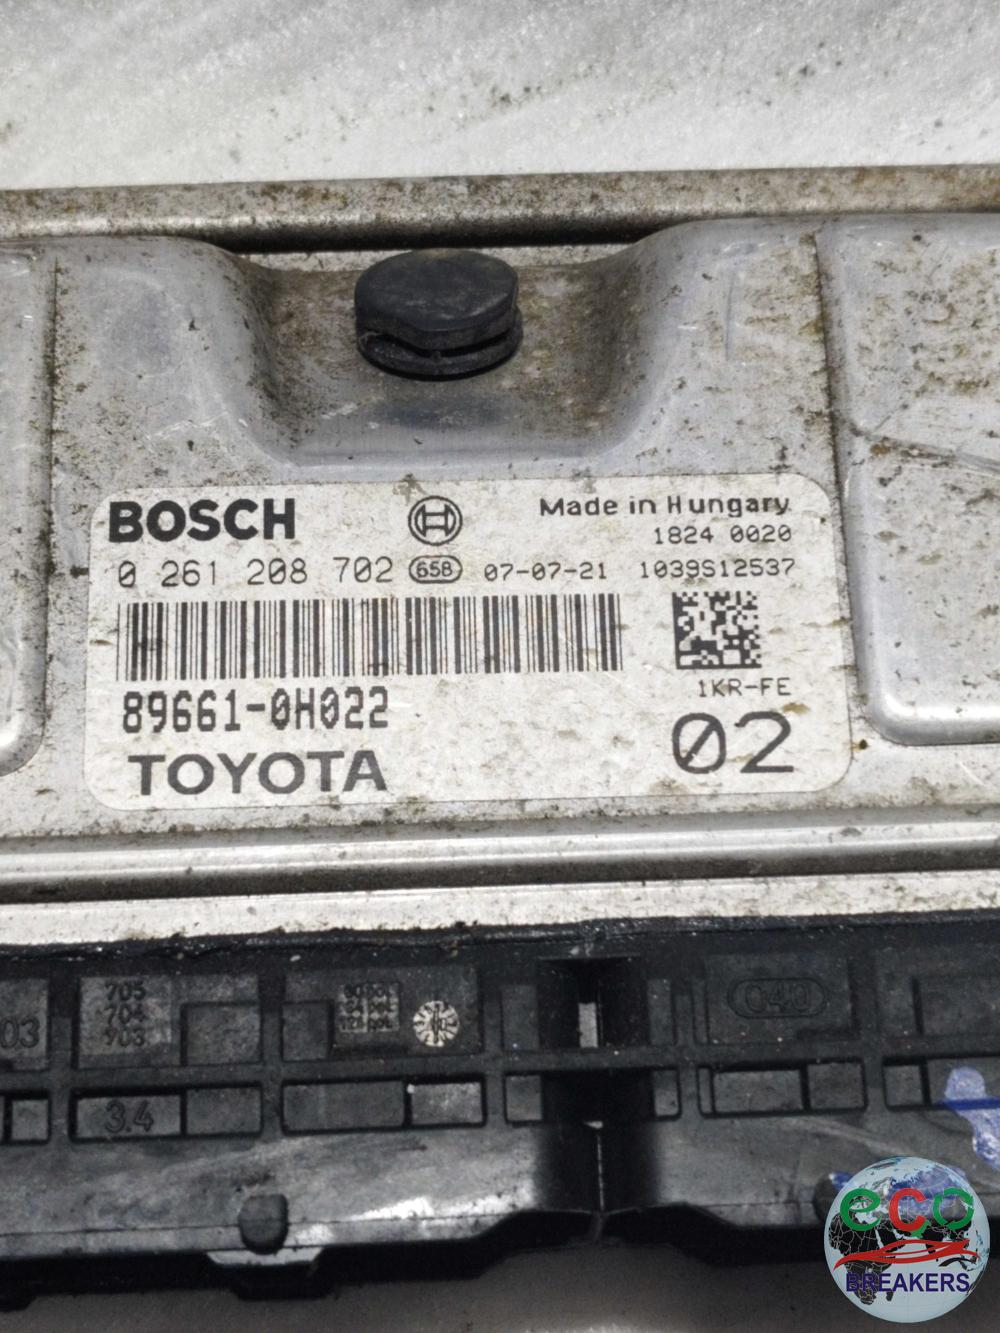 BOSCH
Made in Hungary
1824 0020
0 261 208 702 658 07-07-21 1039S12537
1KR-FE
89661-0H022
02
TOYOTA
03
705
704
703
040
3.4
eco
BREAKERS